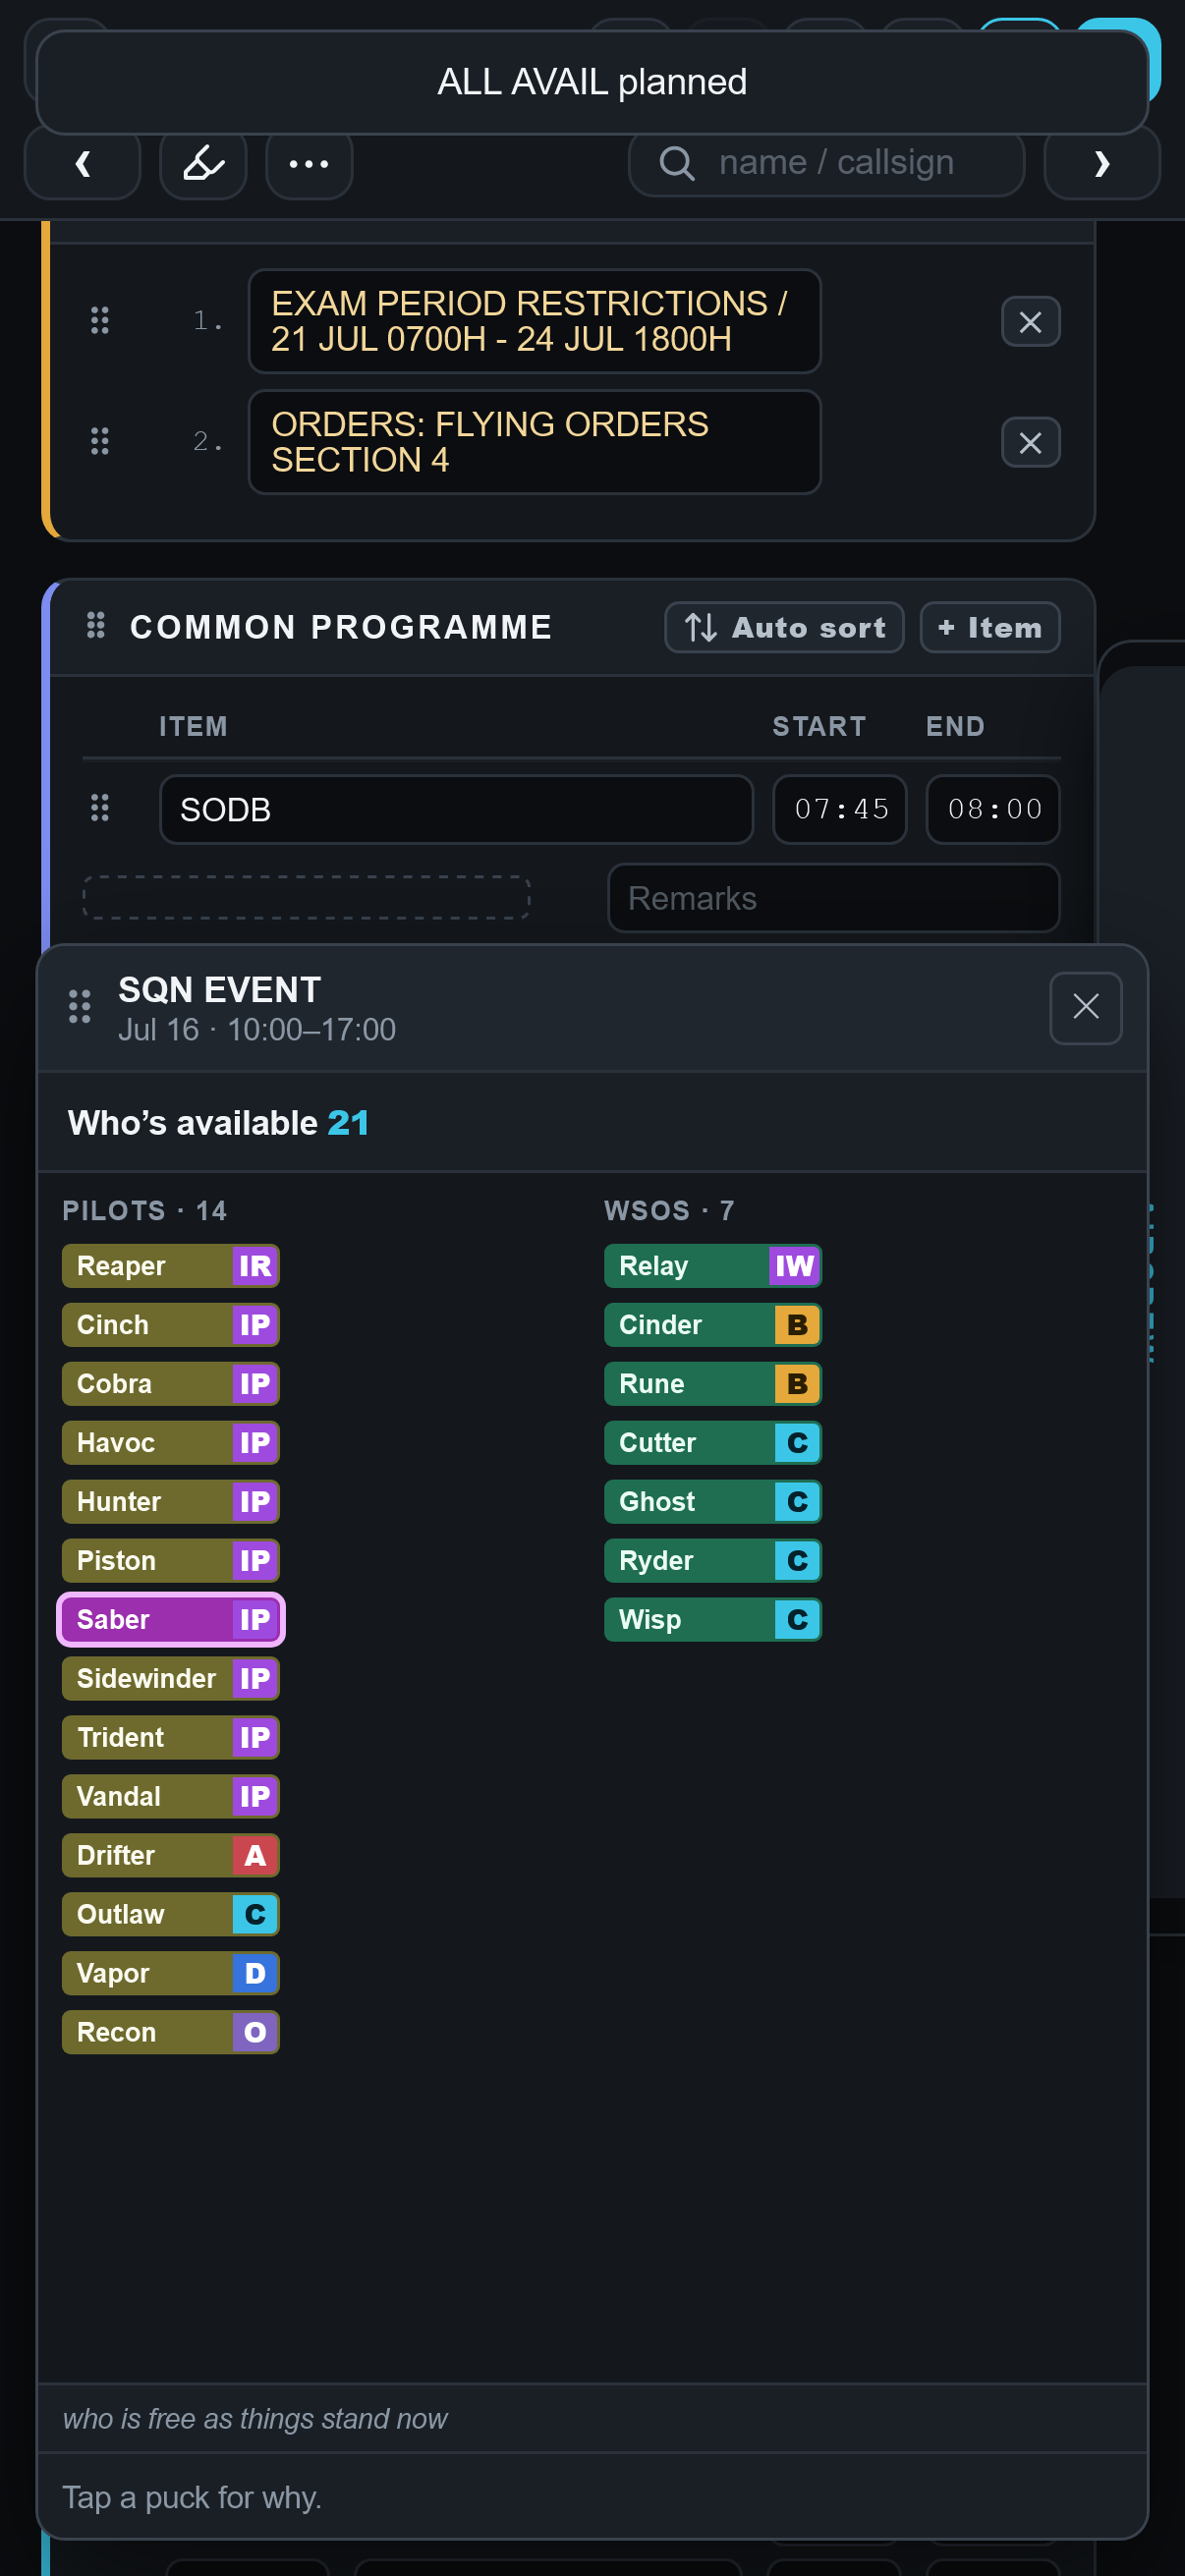 ALL AVAIL planned
name / callsign
1.
EXAM PERIOD RESTRICTIONS /
21 JUL 0700H - 24 JUL 1800H
2.
ORDERS: FLYING ORDERS
SECTION 4
COMMON PROGRAMME
Auto sort
+ Item
ITEM START END
SODB 07:45 08:00
Remarks
SQN EVENT
Jul 16 · 10:00–17:00
Who’s available 21
PILOTS · 14
Reaper IR
Cinch IP
Cobra IP
Havoc IP
Hunter IP
Piston IP
Saber IP
Sidewinder IP
Trident IP
Vandal IP
Drifter A
Outlaw C
Vapor D
Recon O
WSOS · 7
Relay IW
Cinder B
Rune B
Cutter C
Ghost C
Ryder C
Wisp C
who is free as things stand now
Tap a puck for why.